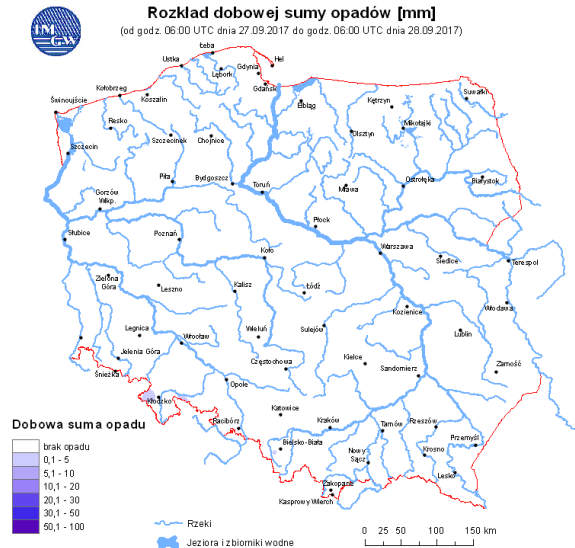 Rozkład dobowej sumy opadów [mm]
(od godz. 06:00 UTC dnia 27.09.2017 do godz. 06:00 UTC dnia 28.09.2017)
IM
GW
Łeba
Hel
Ustka
Gdynia
Lębork
Gdańsk
Suwałki
Kołobrzeg
Koszalin
Elbląg
Kętrzyn
Świnoujście
Resko
Mikołajki
Szczecinek
Chojnice
Olsztyn
Szczecin
Piła
Bydgoszcz
Toruń
Mława
Ostrołęka
Białystok
Gorzów
Wlkp.
Płock
Słubice
Poznań
Warszawa
Koło
Siedlce
Terespol
Zielona
Góra
Leszno
Kalisz
Łódź
Kozienice
Włodawa
Legnica
Wrocław
Wieluń
Sulejów
Lublin
Jelenia Góra
Kielce
Zamość
Śnieżka
Częstochowa
Sandomierz
Opole
Kłodzko
Katowice
Racibórz
Kraków
Tarnów
Rzeszów
Bielsko-Biała
Przemyśl
Nowy
Sącz
Krosno
Lesko
Zakopane
Kasprowy Wierch
Dobowa suma opadu
brak opadu
0,1 - 5
5,1 - 10
10,1 - 20
20,1 - 30
30,1 - 50
50,1 - 100
Rzeki
Jeziora i zbiorniki wodne
0 25 50 100 150 km